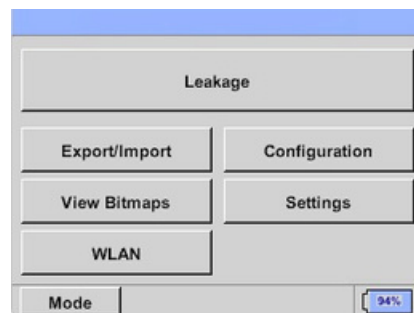 Leakage
Export/Import Configuration
View Bitmaps Settings
WLAN
Mode 94%